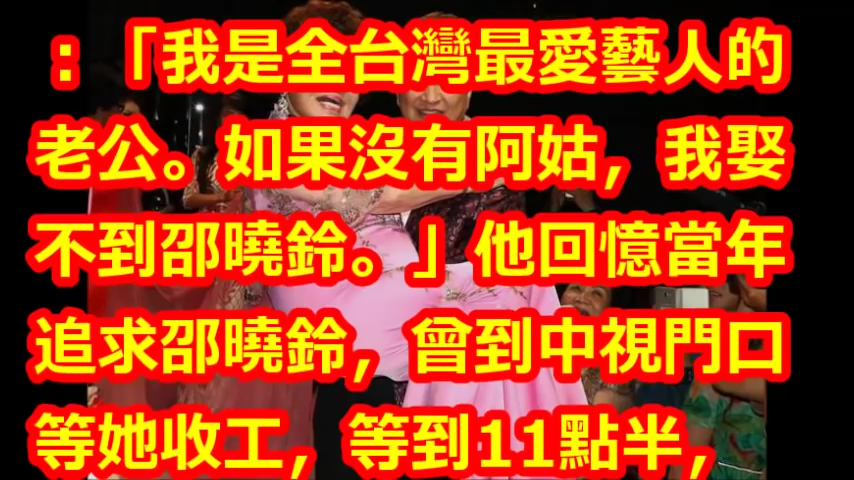 ：「我是全台灣最愛藝人的
老公。如果沒有阿姑，我娶
不到邵曉鈴。」他回憶當年
追求邵曉鈴，曾到中視門口
等她收工，等到11點半，